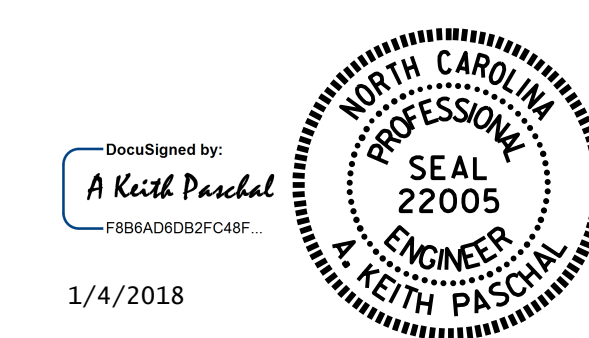 DocuSigned by:
A Keith Paschal
F8B6AD6DB2FC48F...
1/4/2018
NORTH CAROLINA
PROFESSIONAL
SEAL
22005
ENGINEER
A. KEITH PASCHAL